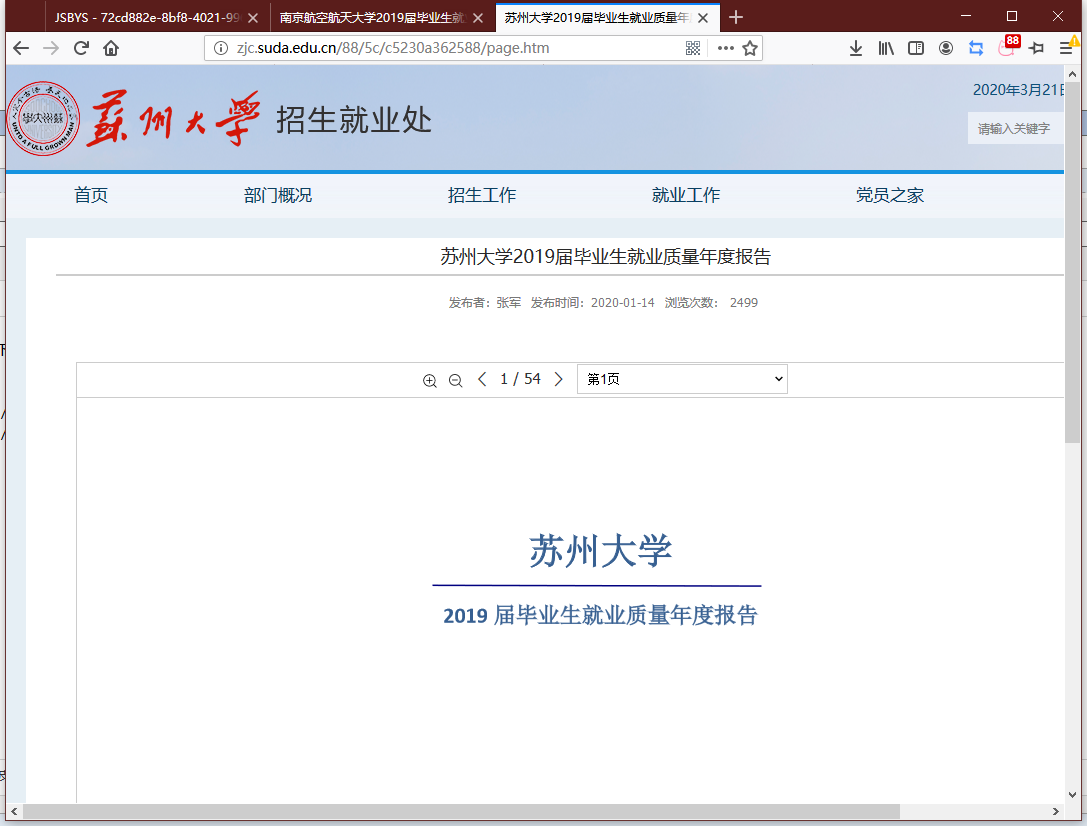 JSBYS - 72cd882e-8bf8-4021-99
南京航空航天大学2019届毕业生就
苏州大学2019届毕业生就业质量年
zjc.suda.edu.cn/88/5c/c5230a362588/page.htm
88
2020年3月21日
蘇州大學 招生就业处
UNTO A FULL GROWN MAN
请输入关键字
首页 部门概况 招生工作 就业工作 党员之家
苏州大学2019届毕业生就业质量年度报告
发布者：张军 发布时间：2020-01-14 浏览次数： 2499
1 / 54 第1页
苏州大学
2019 届毕业生就业质量年度报告